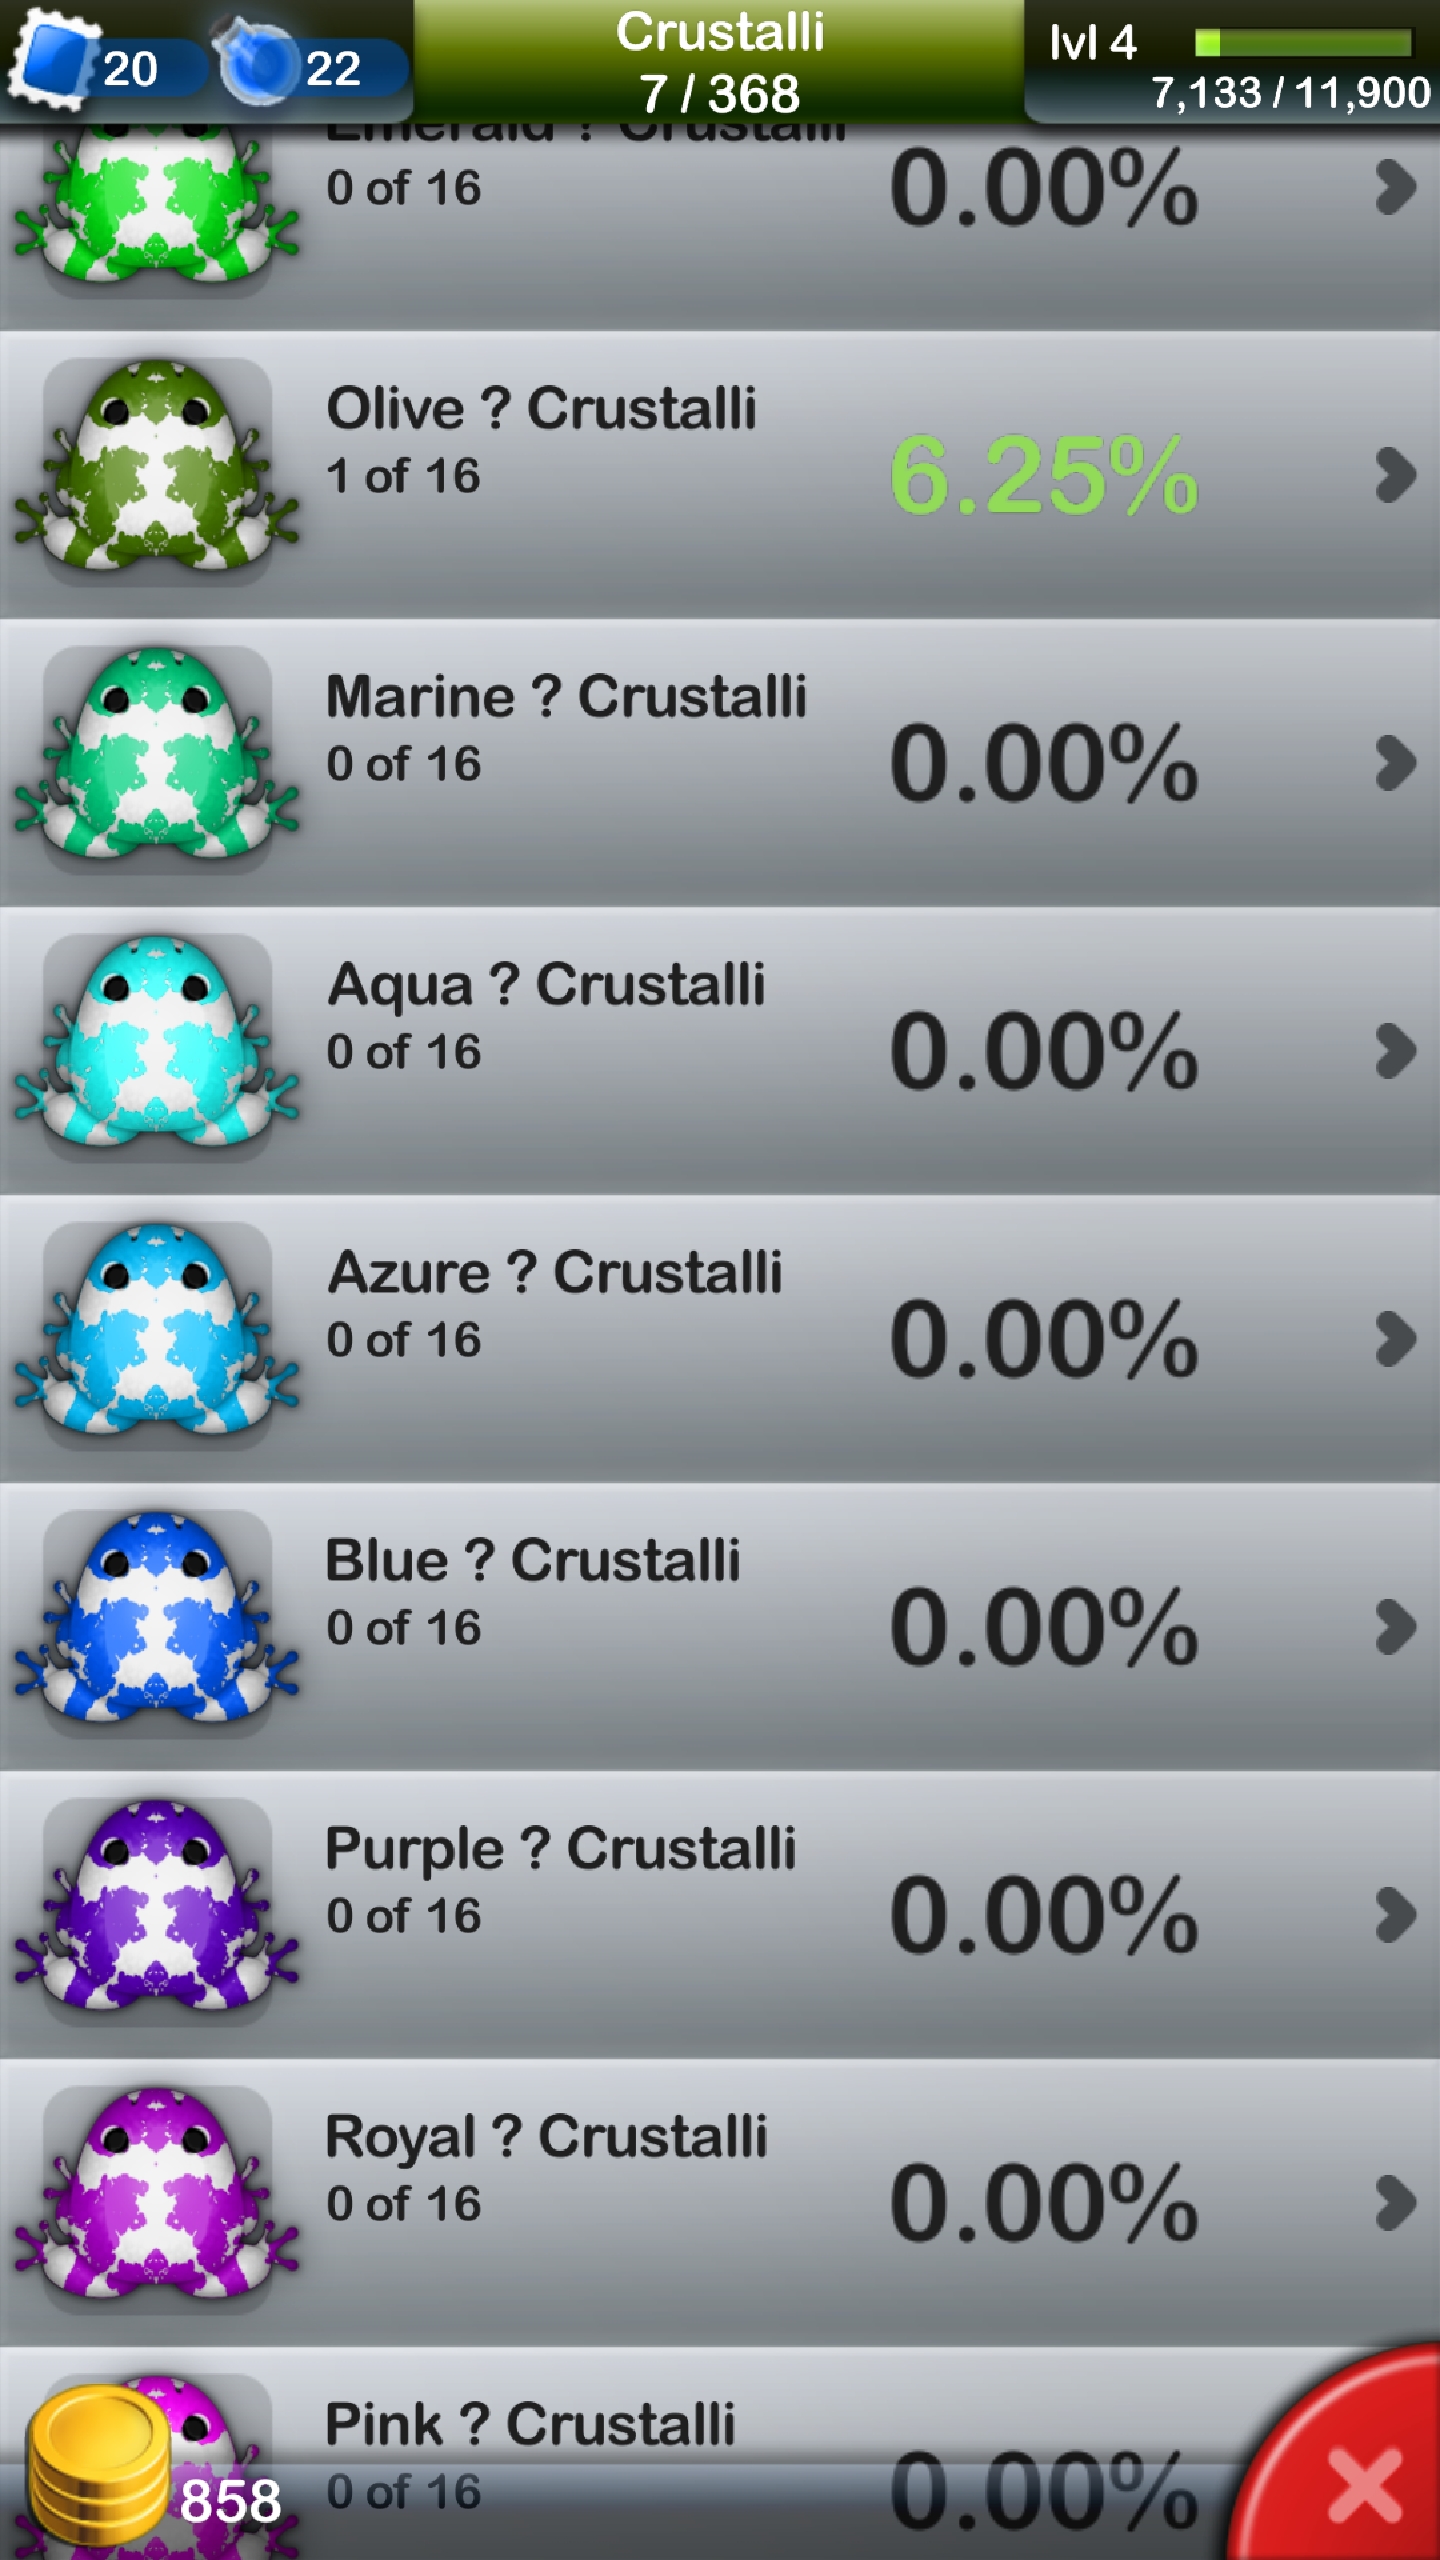 20
22
Crustalli
7 / 368
lvl 4
7,133 / 11,900
Emerald ? Crustalli
0 of 16
0.00%
Olive ? Crustalli
1 of 16
6.25%
Marine ? Crustalli
0 of 16
0.00%
Aqua ? Crustalli
0 of 16
0.00%
Azure ? Crustalli
0 of 16
0.00%
Blue ? Crustalli
0 of 16
0.00%
Purple ? Crustalli
0 of 16
0.00%
Royal ? Crustalli
0 of 16
0.00%
Pink ? Crustalli
0 of 16
0.00%
858